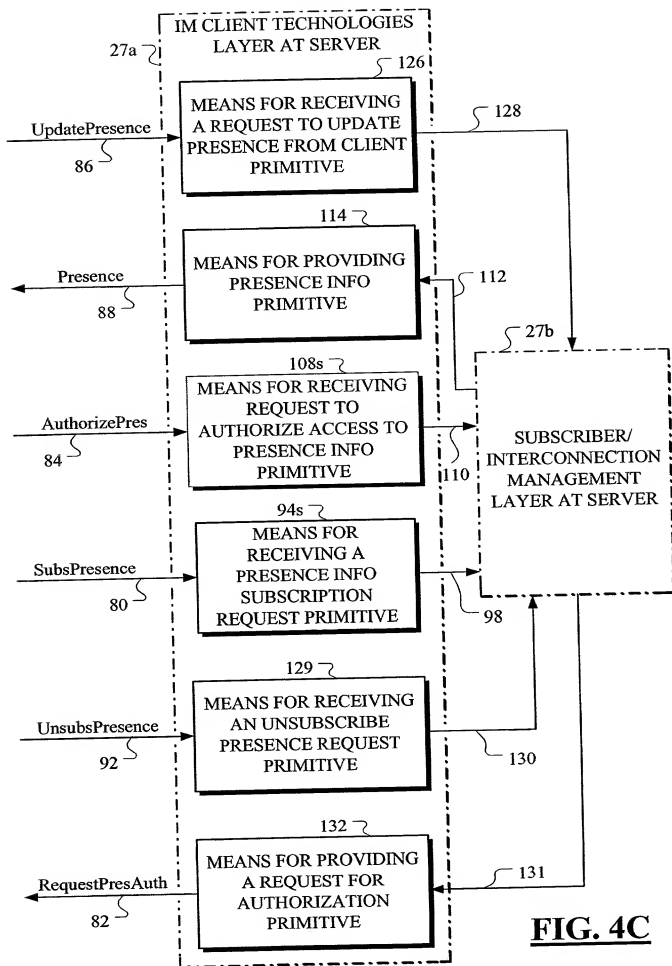 IM CLIENT TECHNOLOGIES
LAYER AT SERVER
27a
126
MEANS FOR RECEIVING
A REQUEST TO UPDATE
PRESENCE FROM CLIENT
PRIMITIVE
UpdatePresence
86
128
114
MEANS FOR PROVIDING
PRESENCE INFO
PRIMITIVE
Presence
88
112
27b
108s
MEANS FOR RECEIVING
REQUEST TO
AUTHORIZE ACCESS TO
PRESENCE INFO
PRIMITIVE
AuthorizePres
84
110
SUBSCRIBER/
INTERCONNECTION
MANAGEMENT
LAYER AT SERVER
94s
MEANS FOR
RECEIVING A
PRESENCE INFO
SUBSCRIPTION
REQUEST PRIMITIVE
SubsPresence
80
98
129
MEANS FOR RECEIVING
AN UNSUBSCRIBE
PRESENCE REQUEST
PRIMITIVE
UnsubsPresence
92
130
132
MEANS FOR PROVIDING
A REQUEST FOR
AUTHORIZATION
PRIMITIVE
RequestPresAuth
82
131
FIG. 4C